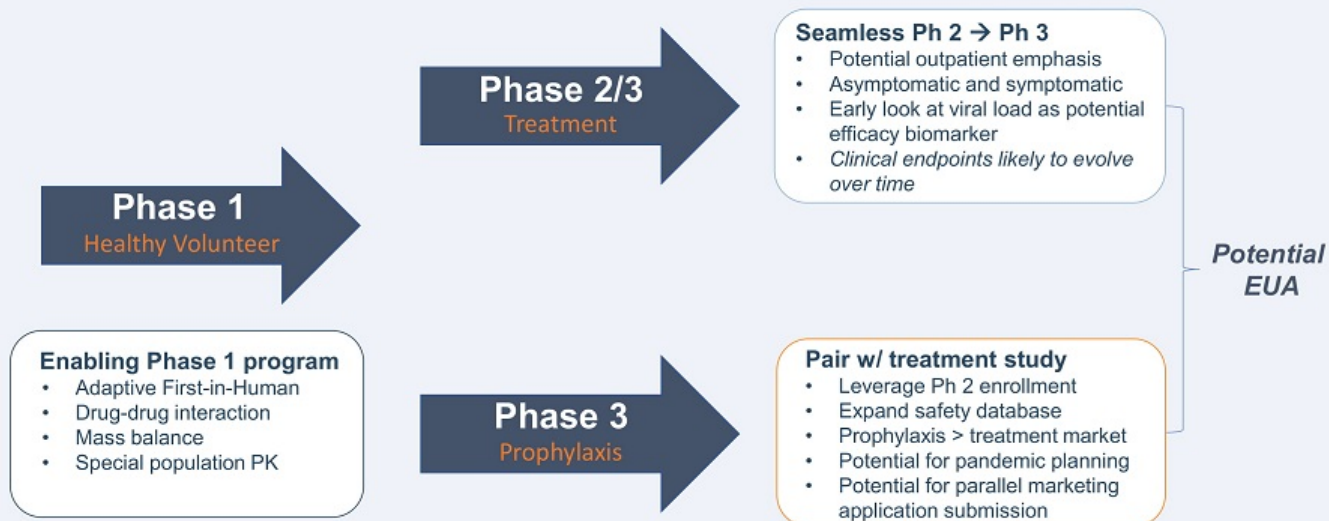 Phase 1
Healthy Volunteer
Enabling Phase 1 program
• Adaptive First-in-Human
• Drug-drug interaction
• Mass balance
• Special population PK
Phase 2/3
Treatment
Seamless Ph 2 → Ph 3
• Potential outpatient emphasis
• Asymptomatic and symptomatic
• Early look at viral load as potential
efficacy biomarker
• Clinical endpoints likely to evolve
over time
Phase 3
Prophylaxis
Pair w/ treatment study
• Leverage Ph 2 enrollment
• Expand safety database
• Prophylaxis > treatment market
• Potential for pandemic planning
• Potential for parallel marketing
application submission
Potential
EUA